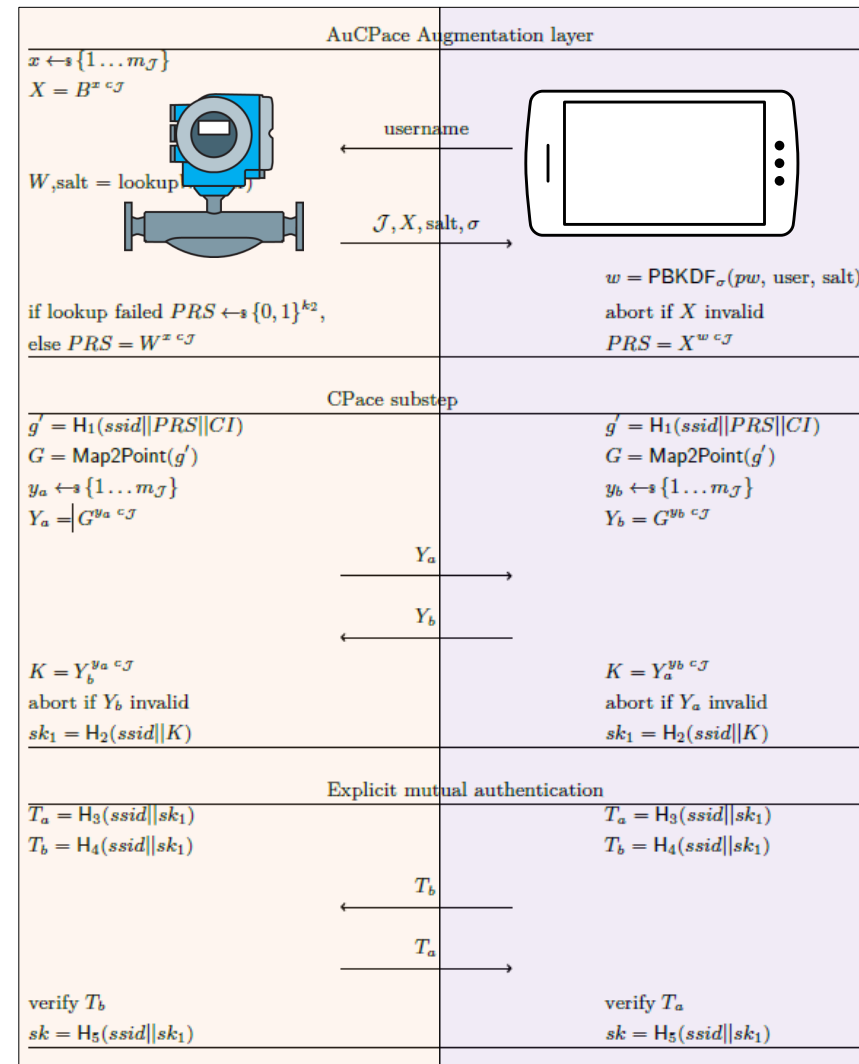 AuCPace Augmentation layer
x ←$ {1 . . . m_𝒥}
X = B^{x c_𝒥}
username
W,salt = lookup
𝒥, X, salt, σ
w = PBKDF_σ(pw, user, salt)
if lookup failed PRS ←$ {0, 1}^{k2}, abort if X invalid
else PRS = W^{x c_𝒥} PRS = X^{w c_𝒥}
CPace substep
g′ = H₁(ssid||PRS||CI) g′ = H₁(ssid||PRS||CI)
G = Map2Point(g′) G = Map2Point(g′)
y_a ←$ {1 . . . m_𝒥} y_b ←$ {1 . . . m_𝒥}
Y_a = G^{y_a c_𝒥} Y_b = G^{y_b c_𝒥}
Y_a
Y_b
K = Y_b^{y_a c_𝒥} K = Y_a^{y_b c_𝒥}
abort if Y_b invalid abort if Y_a invalid
sk₁ = H₂(ssid||K) sk₁ = H₂(ssid||K)
Explicit mutual authentication
T_a = H₃(ssid||sk₁) T_a = H₃(ssid||sk₁)
T_b = H₄(ssid||sk₁) T_b = H₄(ssid||sk₁)
T_b
T_a
verify T_b verify T_a
sk = H₅(ssid||sk₁) sk = H₅(ssid||sk₁)